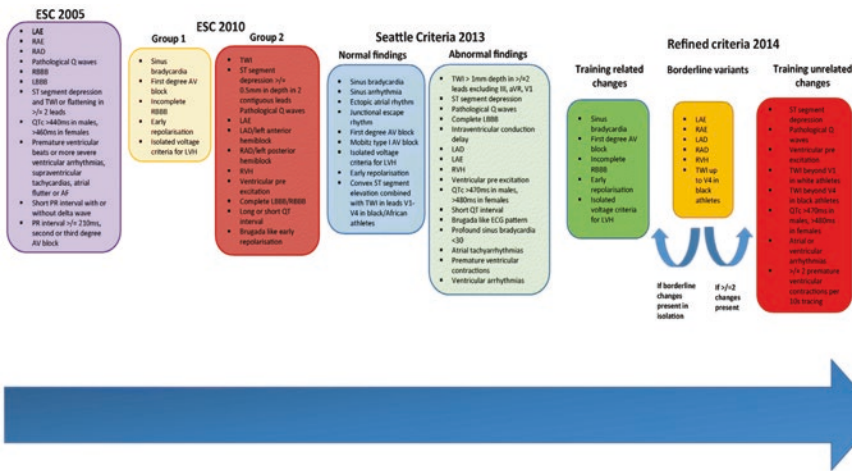 ESC 2005
LAE
RAE
RAD
Pathological Q waves
RBBB
LBBB
ST segment
depression
and TWI or flattening in
>/= 2 leads
QTc >440ms in males,
>460ms in females
Premature ventricular
beats or more severe
ventricular arrhythmias,
supraventricular
tachycardias, atrial
flutter or AF
Short PR interval with or
without delta wave
PR interval >/= 210ms,
second or third degree
AV block
ESC 2010
Group 1
Sinus
bradycardia
First degree AV
block
Incomplete
RBBB
Early
repolarisation
Isolated voltage
criteria for LVH
Group 2
TWI
ST segment
depression >/=
0.5mm in depth in 2
contiguous leads
Pathological Q waves
LAE
LAD/left anterior
hemiblock
RAD/left posterior
hemiblock
RVH
Ventricular pre
excitation
Complete LBBB/RBBB
Long or short QT
interval
Brugada like early
repolarisation
Seattle Criteria 2013
Normal findings
Sinus bradycardia
Sinus arrhythmia
Ectopic atrial rhythm
Junctional escape
rhythm
First degree AV block
Mobitz type I AV block
Isolated voltage
criteria for LVH
Early repolarisation
Convex ST segment
elevation combined
with TWI in leads V1-
V4 in black/African
athletes
Abnormal findings
TWI > 1mm depth in >/=2
leads excluding III, aVR, V1
ST segment depression
Pathological Q waves
Complete LBBB
Intraventricular conduction
delay
LAD
LAE
RVH
Ventricular pre excitation
QTc >470ms in males,
>480ms in females
Short QT interval
Brugada like ECG pattern
Profound sinus bradycardia
<30
Atrial tachyarrhythmias
Premature ventricular
contractions
Ventricular arrhythmias
Refined criteria 2014
Training related
changes
Sinus
bradycardia
First degree AV
block
Incomplete
RBBB
Early
repolarisation
Isolated
voltage criteria
for LVH
Borderline
variants
LAE
RAE
LAD
RAD
RVH
TWI up
to V4 in
black
athletes
If borderline
changes
present in
isolation
If >/=2
changes
present
Training unrelated
changes
ST segment
depression
Pathological Q
waves
Ventricular pre
excitation
TWI beyond V1
in white athletes
TWI beyond V4
in black athletes
QTc >470ms in
males, >480ms
in females
Atrial or
ventricular
arrhythmias
>/= 2 premature
ventricular
contractions per
10s tracing